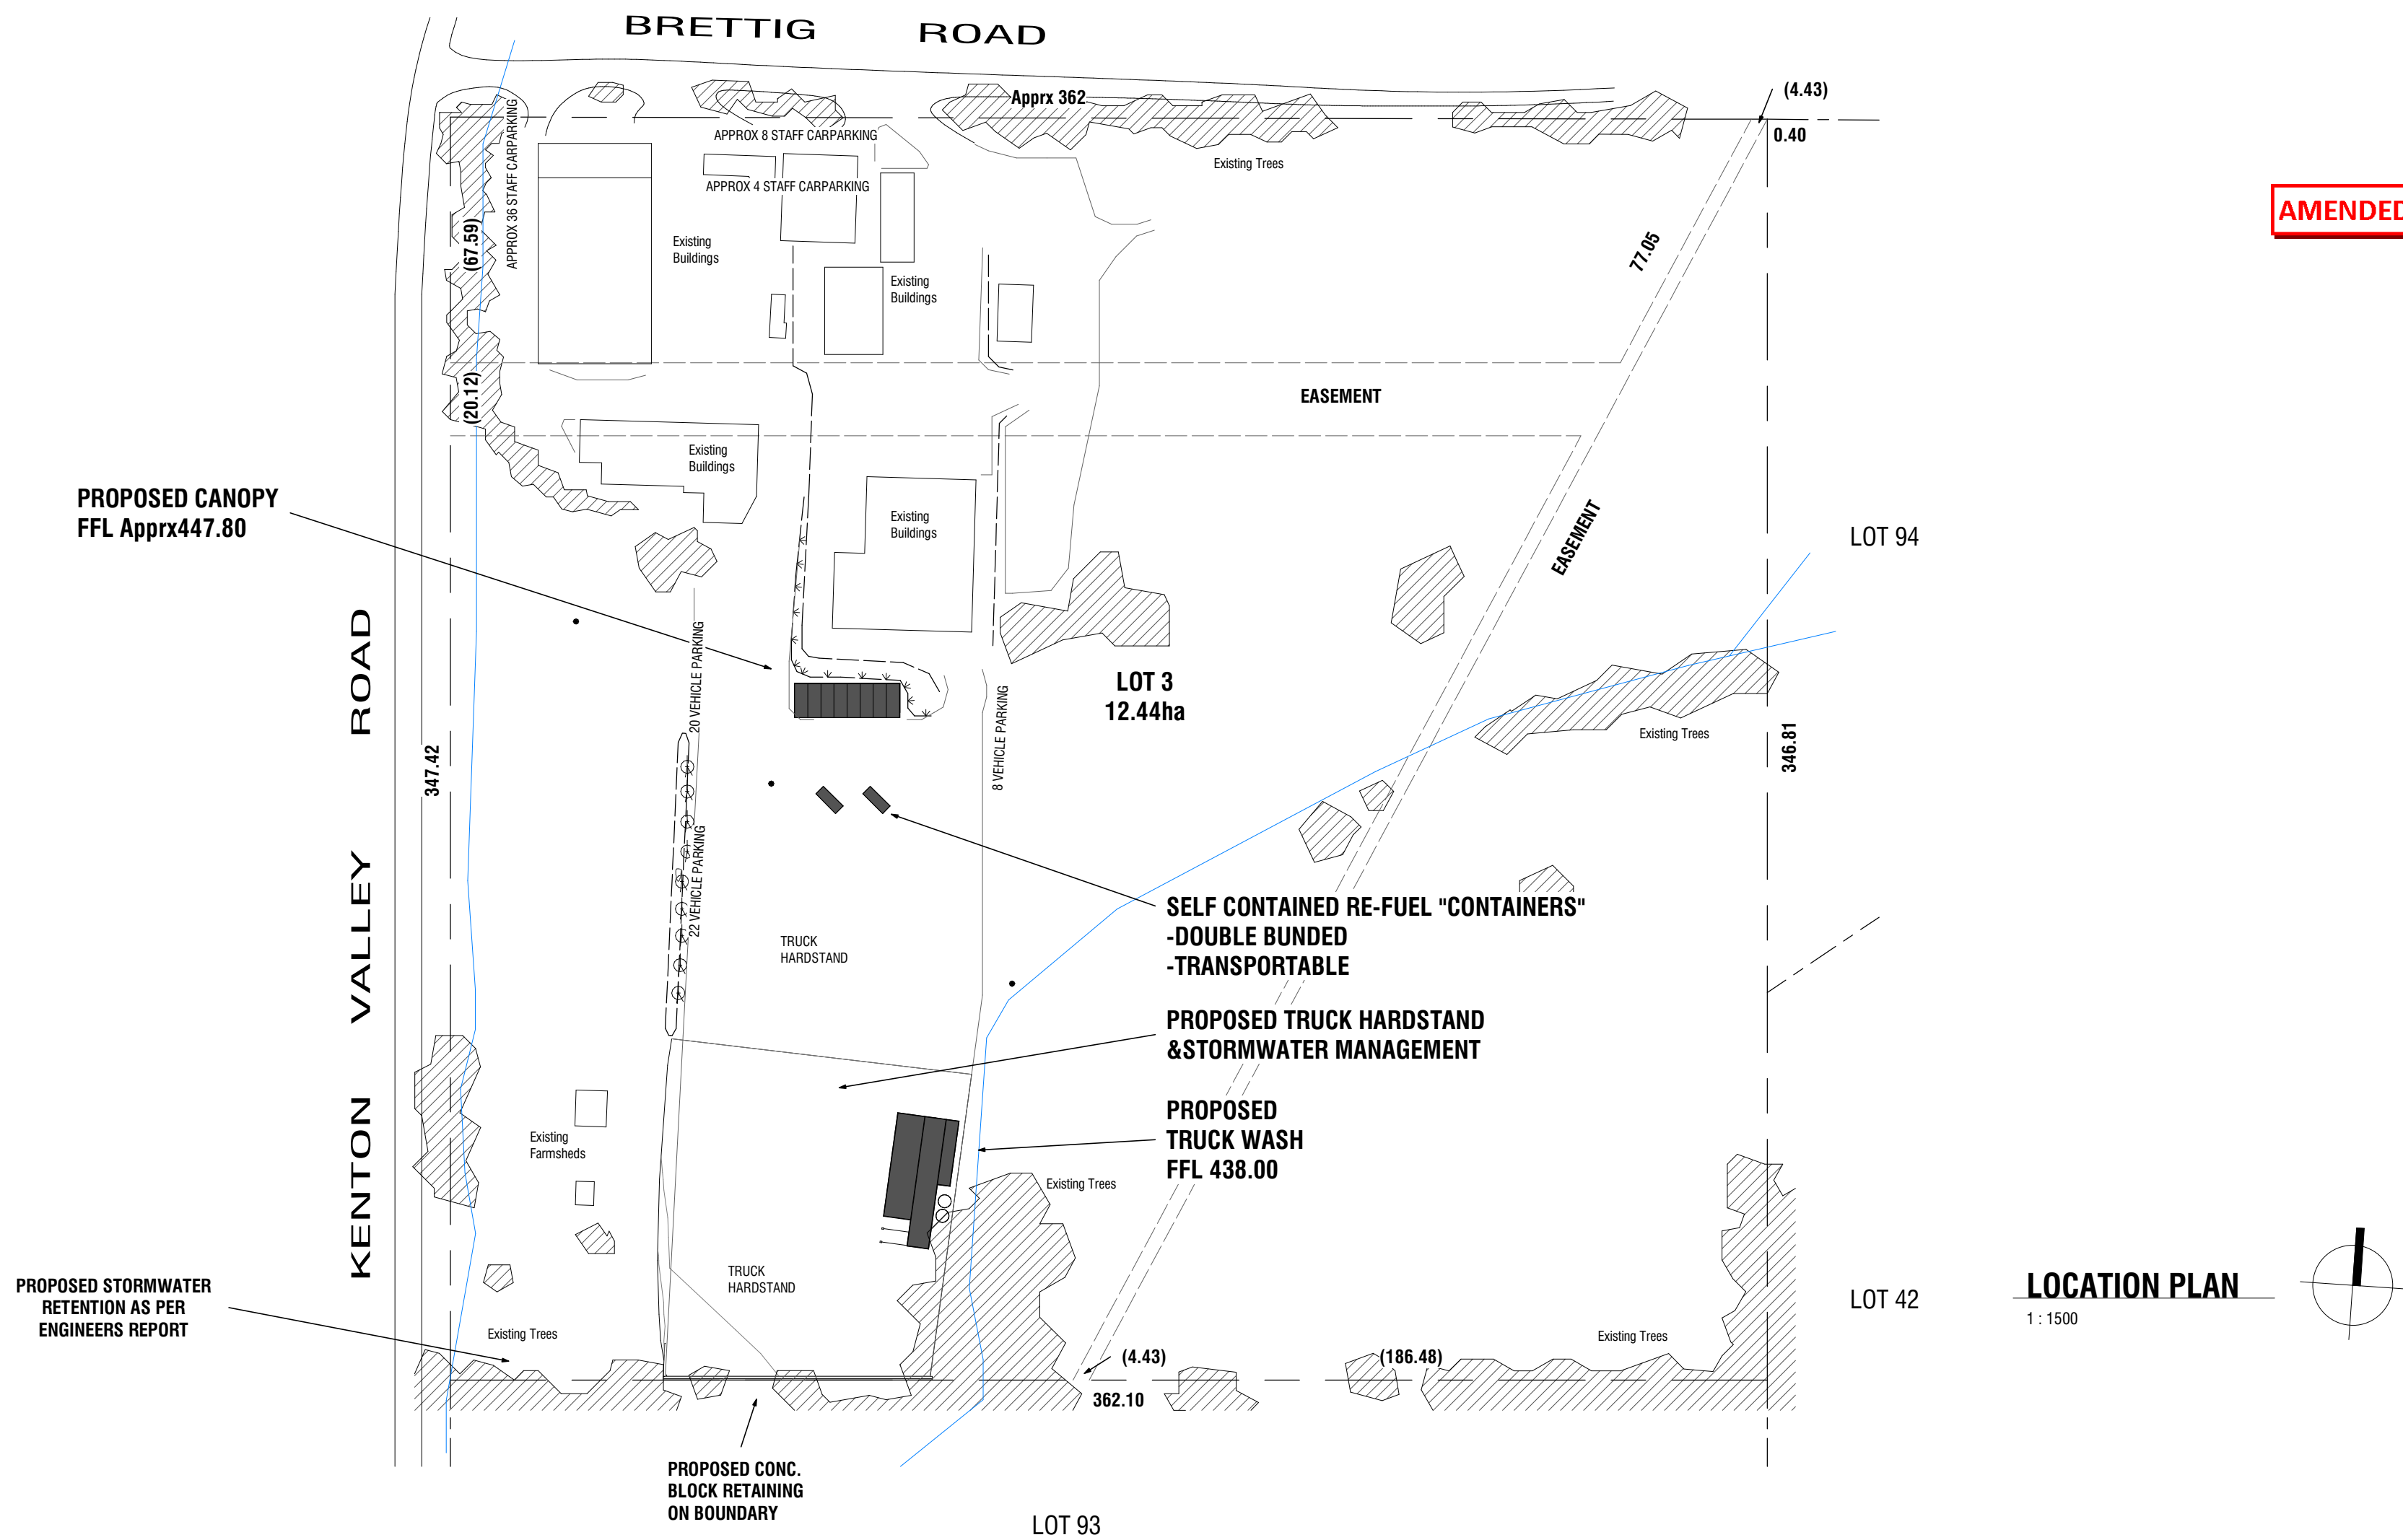 BRETTIG ROAD
Apprx 362
(4.43)
0.40
APPROX 8 STAFF CARPARKING
APPROX 4 STAFF CARPARKING
APPROX 36 STAFF CARPARKING
Existing Trees
AMENDED
(67.59)
Existing
Buildings
Existing
Buildings
77.05
(20.12)
EASEMENT
Existing
Buildings
PROPOSED CANOPY
FFL Apprx447.80
Existing
Buildings
EASEMENT
LOT 94
20 VEHICLE PARKING
LOT 3
12.44ha
8 VEHICLE PARKING
Existing Trees
346.81
347.42
KENTON VALLEY ROAD
22 VEHICLE PARKING
TRUCK
HARDSTAND
SELF CONTAINED RE-FUEL "CONTAINERS"
-DOUBLE BUNDED
-TRANSPORTABLE
PROPOSED TRUCK HARDSTAND
&STORMWATER MANAGEMENT
PROPOSED
TRUCK WASH
FFL 438.00
Existing
Farmsheds
Existing Trees
TRUCK
HARDSTAND
PROPOSED STORMWATER
RETENTION AS PER
ENGINEERS REPORT
Existing Trees
LOT 42
LOCATION PLAN
1 : 1500
Existing Trees
(4.43)
(186.48)
362.10
PROPOSED CONC.
BLOCK RETAINING
ON BOUNDARY
LOT 93